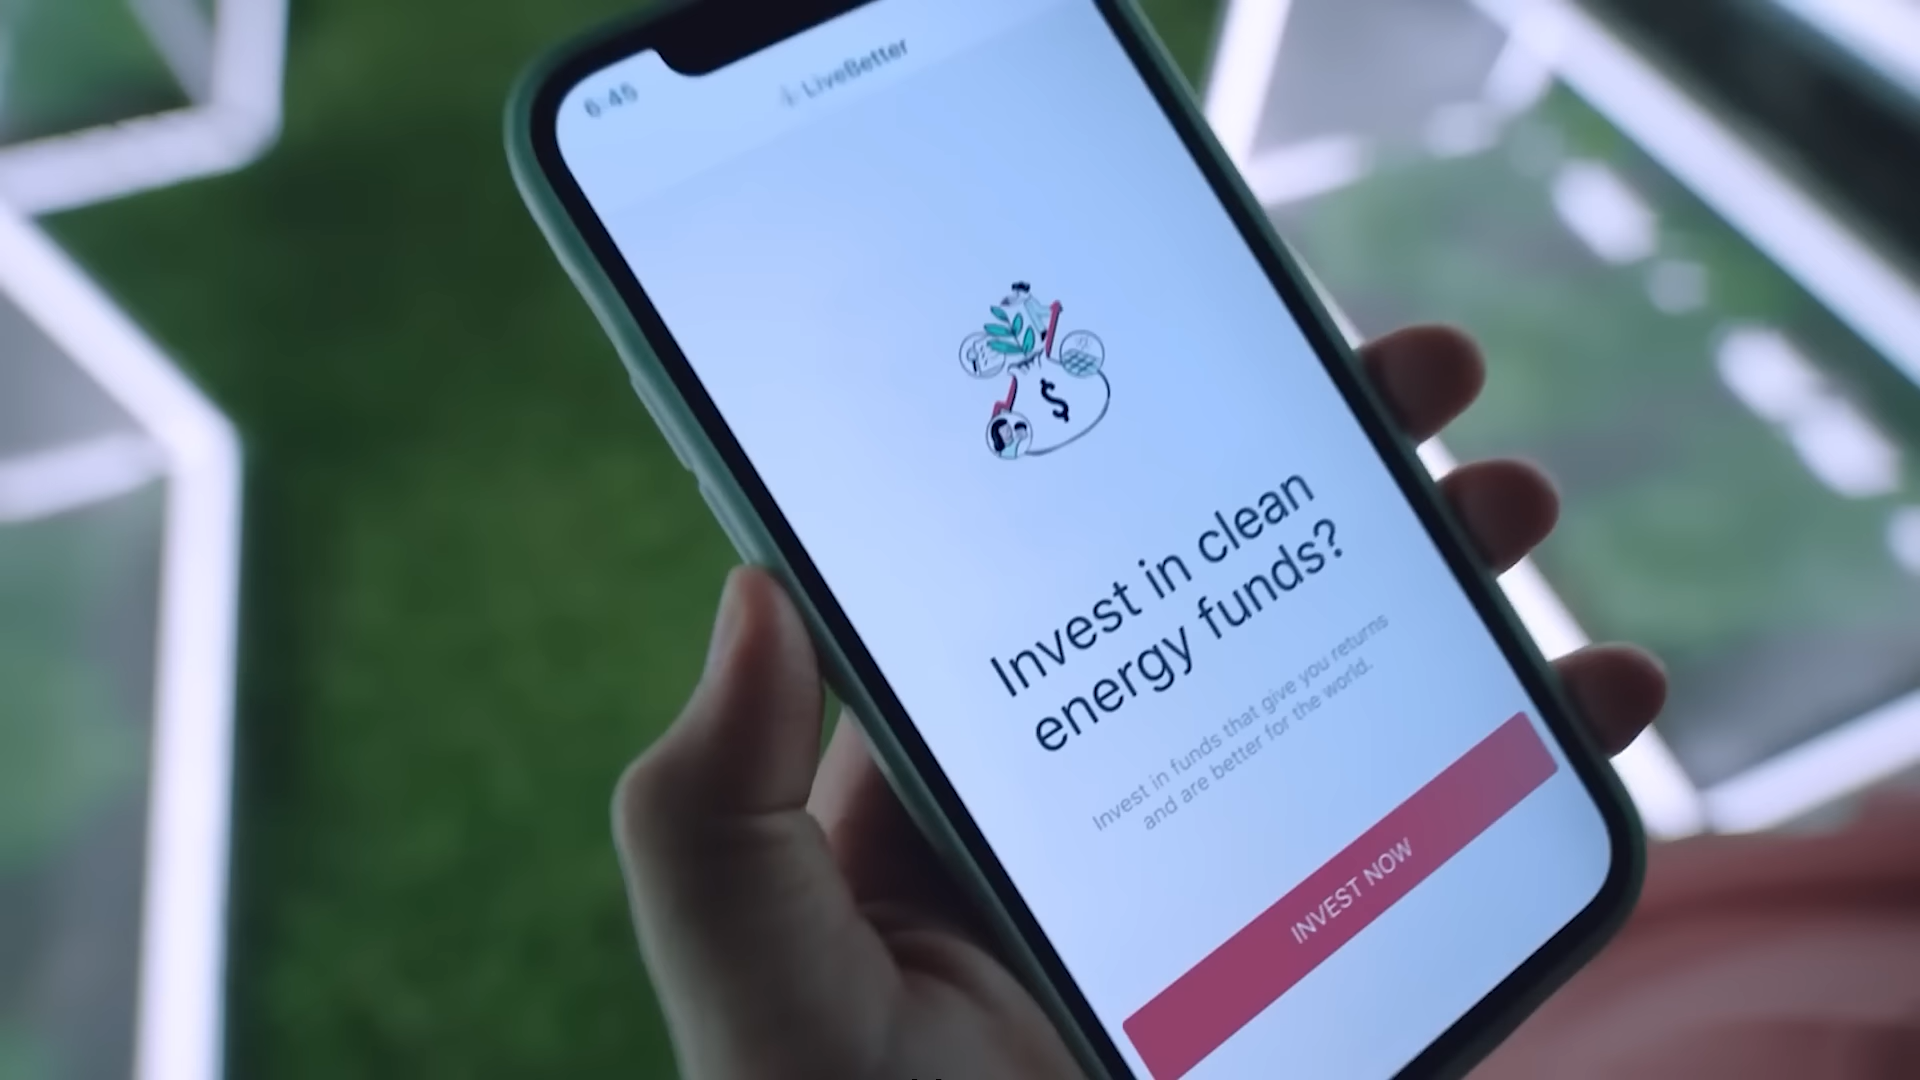 6:45
LiveBetter
$
Invest in clean
energy funds?
Invest in funds that give you returns
and are better for the world.
INVEST NOW